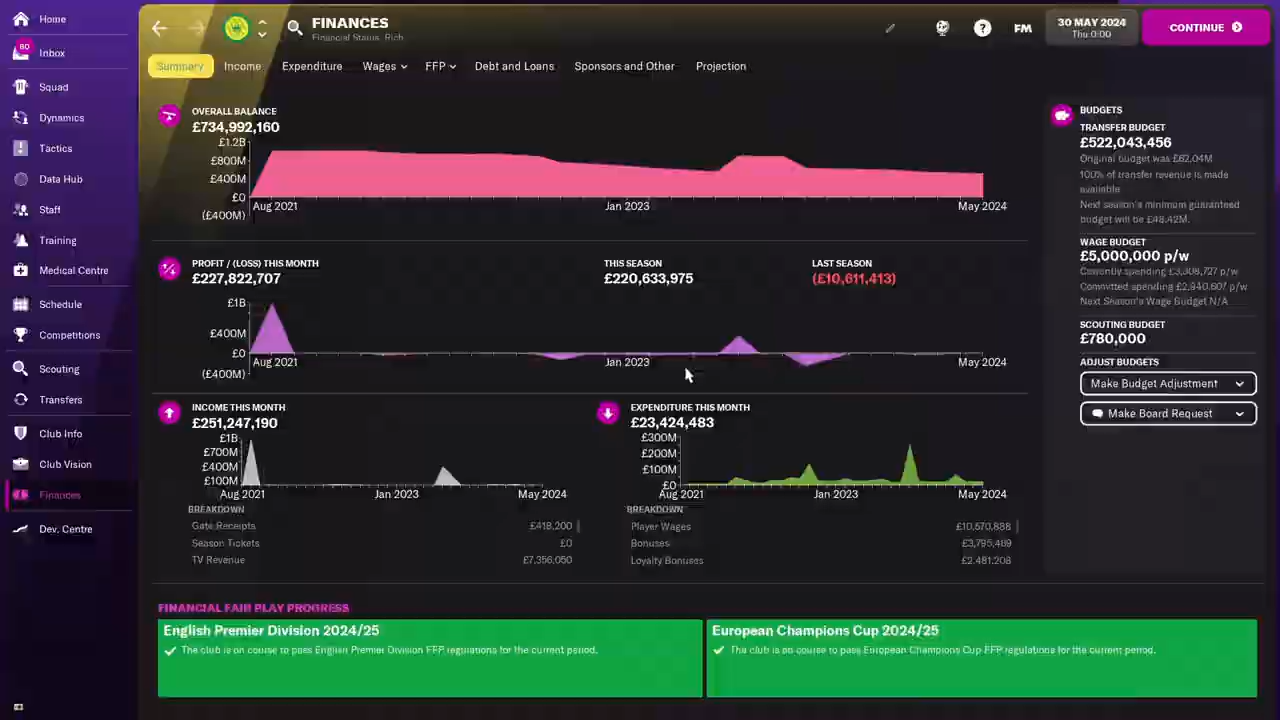 Home
80
Inbox
Squad
Dynamics
Tactics
Data Hub
Staff
Training
Medical Centre
Schedule
Competitions
Scouting
Transfers
Club Info
Club Vision
Finances
Dev. Centre
FINANCES
Financial Status: Rich
FM
30 MAY 2024
Thu 0:00
CONTINUE
Summary
Income
Expenditure
Wages
FFP
Debt and Loans
Sponsors and Other
Projection
OVERALL BALANCE
£734,992,160
£1.2B
£800M
£400M
£0
(£400M)
Aug 2021
Jan 2023
May 2024
PROFIT / (LOSS) THIS MONTH
£227,822,707
THIS SEASON
£220,633,975
LAST SEASON
(£10,611,413)
£1B
£400M
£0
(£400M)
Aug 2021
Jan 2023
May 2024
INCOME THIS MONTH
£251,247,190
£1B
£700M
£400M
£100M
Aug 2021
Jan 2023
May 2024
BREAKDOWN
Gate Receipts £418,200
Season Tickets £0
TV Revenue £7,356,050
EXPENDITURE THIS MONTH
£23,424,483
£300M
£200M
£100M
£0
Aug 2021
Jan 2023
May 2024
BREAKDOWN
Player Wages £10,570,838
Bonuses £3,795,489
Loyalty Bonuses £2,481,208
BUDGETS
TRANSFER BUDGET
£522,043,456
Original budget was £62.04M
100% of transfer revenue is made
available
Next season's minimum guaranteed
budget will be £48.42M.
WAGE BUDGET
£5,000,000 p/w
Currently spending £3,308,727 p/w
Committed spending £2,940,607 p/w
Next Season's Wage Budget N/A
SCOUTING BUDGET
£780,000
ADJUST BUDGETS
Make Budget Adjustment
Make Board Request
FINANCIAL FAIR PLAY PROGRESS
English Premier Division 2024/25
The club is on course to pass English Premier Division FFP regulations for the current period.
European Champions Cup 2024/25
The club is on course to pass European Champions Cup FFP regulations for the current period.